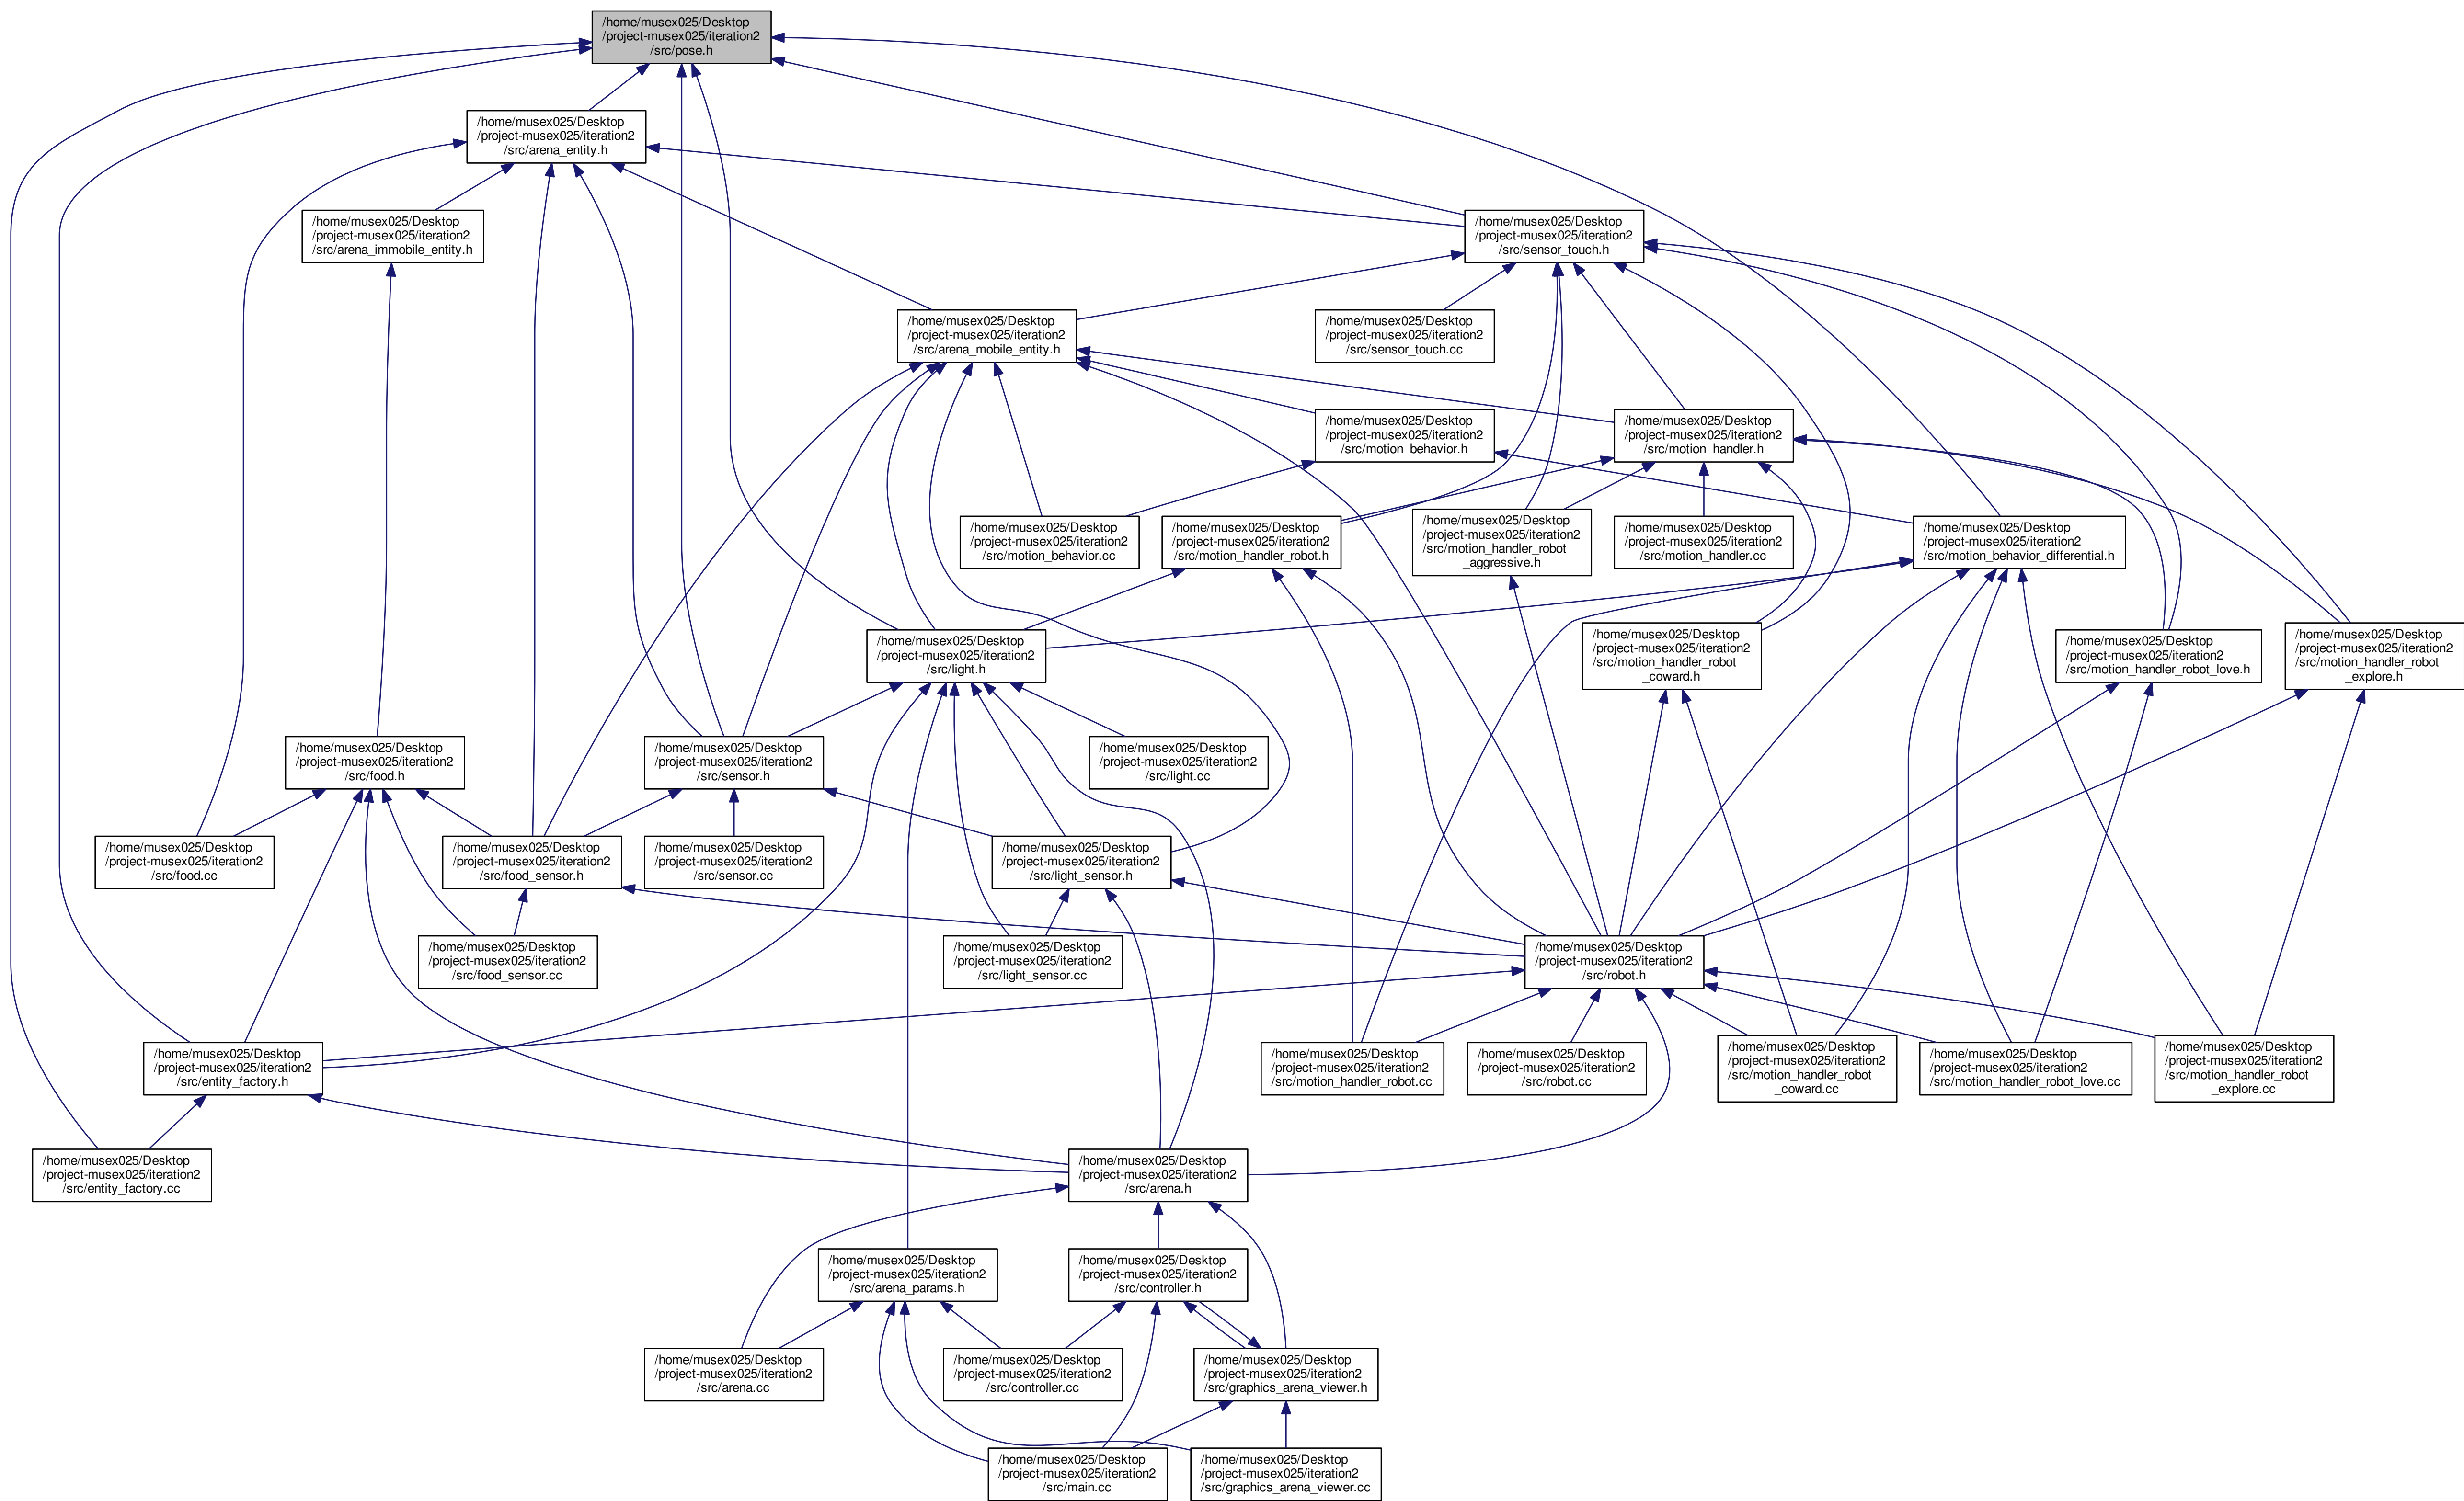 /home/musex025/Desktop
/project-musex025/iteration2
/src/pose.h
/home/musex025/Desktop
/project-musex025/iteration2
/src/arena_entity.h
/home/musex025/Desktop
/project-musex025/iteration2
/src/arena_immobile_entity.h
/home/musex025/Desktop
/project-musex025/iteration2
/src/sensor_touch.h
/home/musex025/Desktop
/project-musex025/iteration2
/src/arena_mobile_entity.h
/home/musex025/Desktop
/project-musex025/iteration2
/src/sensor_touch.cc
/home/musex025/Desktop
/project-musex025/iteration2
/src/motion_behavior.h
/home/musex025/Desktop
/project-musex025/iteration2
/src/motion_handler.h
/home/musex025/Desktop
/project-musex025/iteration2
/src/motion_behavior.cc
/home/musex025/Desktop
/project-musex025/iteration2
/src/motion_handler_robot.h
/home/musex025/Desktop
/project-musex025/iteration2
/src/motion_handler_robot
_aggressive.h
/home/musex025/Desktop
/project-musex025/iteration2
/src/motion_handler.cc
/home/musex025/Desktop
/project-musex025/iteration2
/src/motion_behavior_differential.h
/home/musex025/Desktop
/project-musex025/iteration2
/src/light.h
/home/musex025/Desktop
/project-musex025/iteration2
/src/motion_handler_robot
_coward.h
/home/musex025/Desktop
/project-musex025/iteration2
/src/motion_handler_robot_love.h
/home/musex025/Desktop
/project-musex025/iteration2
/src/motion_handler_robot
_explore.h
/home/musex025/Desktop
/project-musex025/iteration2
/src/food.h
/home/musex025/Desktop
/project-musex025/iteration2
/src/sensor.h
/home/musex025/Desktop
/project-musex025/iteration2
/src/light.cc
/home/musex025/Desktop
/project-musex025/iteration2
/src/food.cc
/home/musex025/Desktop
/project-musex025/iteration2
/src/food_sensor.h
/home/musex025/Desktop
/project-musex025/iteration2
/src/sensor.cc
/home/musex025/Desktop
/project-musex025/iteration2
/src/light_sensor.h
/home/musex025/Desktop
/project-musex025/iteration2
/src/food_sensor.cc
/home/musex025/Desktop
/project-musex025/iteration2
/src/light_sensor.cc
/home/musex025/Desktop
/project-musex025/iteration2
/src/robot.h
/home/musex025/Desktop
/project-musex025/iteration2
/src/entity_factory.h
/home/musex025/Desktop
/project-musex025/iteration2
/src/motion_handler_robot.cc
/home/musex025/Desktop
/project-musex025/iteration2
/src/robot.cc
/home/musex025/Desktop
/project-musex025/iteration2
/src/motion_handler_robot
_coward.cc
/home/musex025/Desktop
/project-musex025/iteration2
/src/motion_handler_robot_love.cc
/home/musex025/Desktop
/project-musex025/iteration2
/src/motion_handler_robot
_explore.cc
/home/musex025/Desktop
/project-musex025/iteration2
/src/entity_factory.cc
/home/musex025/Desktop
/project-musex025/iteration2
/src/arena.h
/home/musex025/Desktop
/project-musex025/iteration2
/src/arena_params.h
/home/musex025/Desktop
/project-musex025/iteration2
/src/controller.h
/home/musex025/Desktop
/project-musex025/iteration2
/src/arena.cc
/home/musex025/Desktop
/project-musex025/iteration2
/src/controller.cc
/home/musex025/Desktop
/project-musex025/iteration2
/src/graphics_arena_viewer.h
/home/musex025/Desktop
/project-musex025/iteration2
/src/main.cc
/home/musex025/Desktop
/project-musex025/iteration2
/src/graphics_arena_viewer.cc